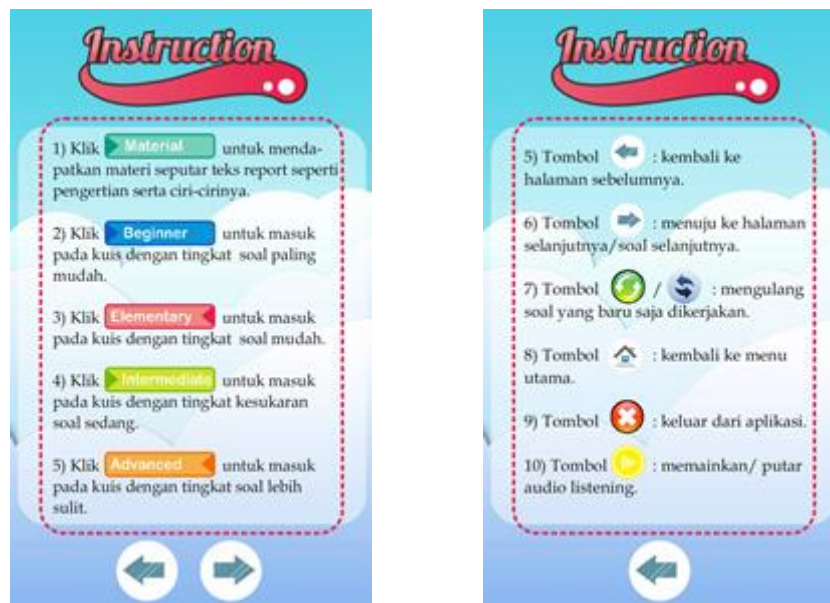 Instruction
1) Klik Material untuk menda-
patkan materi seputar teks report seperti
pengertian serta ciri-cirinya.
2) Klik Beginner untuk masuk
pada kuis dengan tingkat soal paling
mudah.
3) Klik Elementary untuk masuk
pada kuis dengan tingkat soal mudah.
4) Klik Intermediate untuk masuk
pada kuis dengan tingkat kesukaran
soal sedang.
5) Klik Advanced untuk masuk
pada kuis dengan tingkat soal lebih
sulit.
Instruction
5) Tombol : kembali ke
halaman sebelumnya.
6) Tombol : menuju ke halaman
selanjutnya/soal selanjutnya.
7) Tombol / : mengulang
soal yang baru saja dikerjakan.
8) Tombol : kembali ke menu
utama.
9) Tombol : keluar dari aplikasi.
10) Tombol : memainkan/ putar
audio listening.